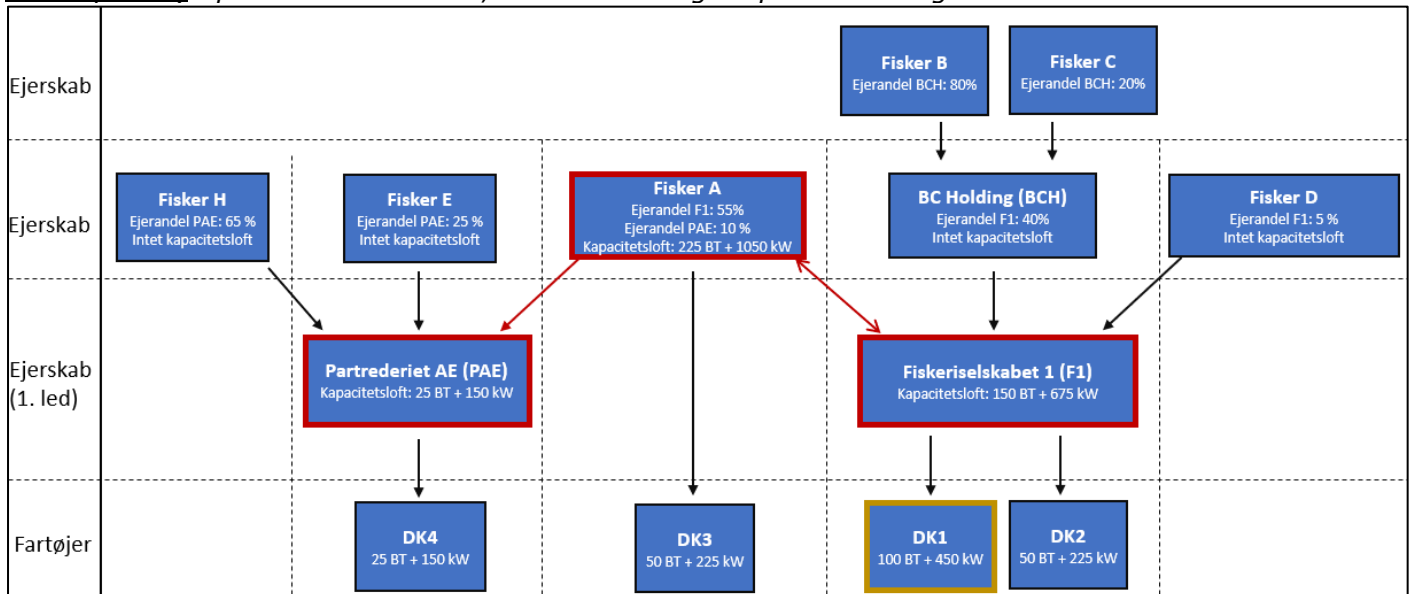 Ejerskab
Fisker B
Ejerandel BCH: 80%
Fisker C
Ejerandel BCH: 20%
Ejerskab
Fisker H
Ejerandel PAE: 65 %
Intet kapacitetsloft
Fisker E
Ejerandel PAE: 25 %
Intet kapacitetsloft
Fisker A
Ejerandel F1: 55%
Ejerandel PAE: 10 %
Kapacitetsloft: 225 BT + 1050 kW
BC Holding (BCH)
Ejerandel F1: 40%
Intet kapacitetsloft
Fisker D
Ejerandel F1: 5 %
Intet kapacitetsloft
Ejerskab
(1. led)
Partrederiet AE (PAE)
Kapacitetsloft: 25 BT + 150 kW
Fiskeriselskabet 1 (F1)
Kapacitetsloft: 150 BT + 675 kW
Fartøjer
DK4
25 BT + 150 kW
DK3
50 BT + 225 kW
DK1
100 BT + 450 kW
DK2
50 BT + 225 kW